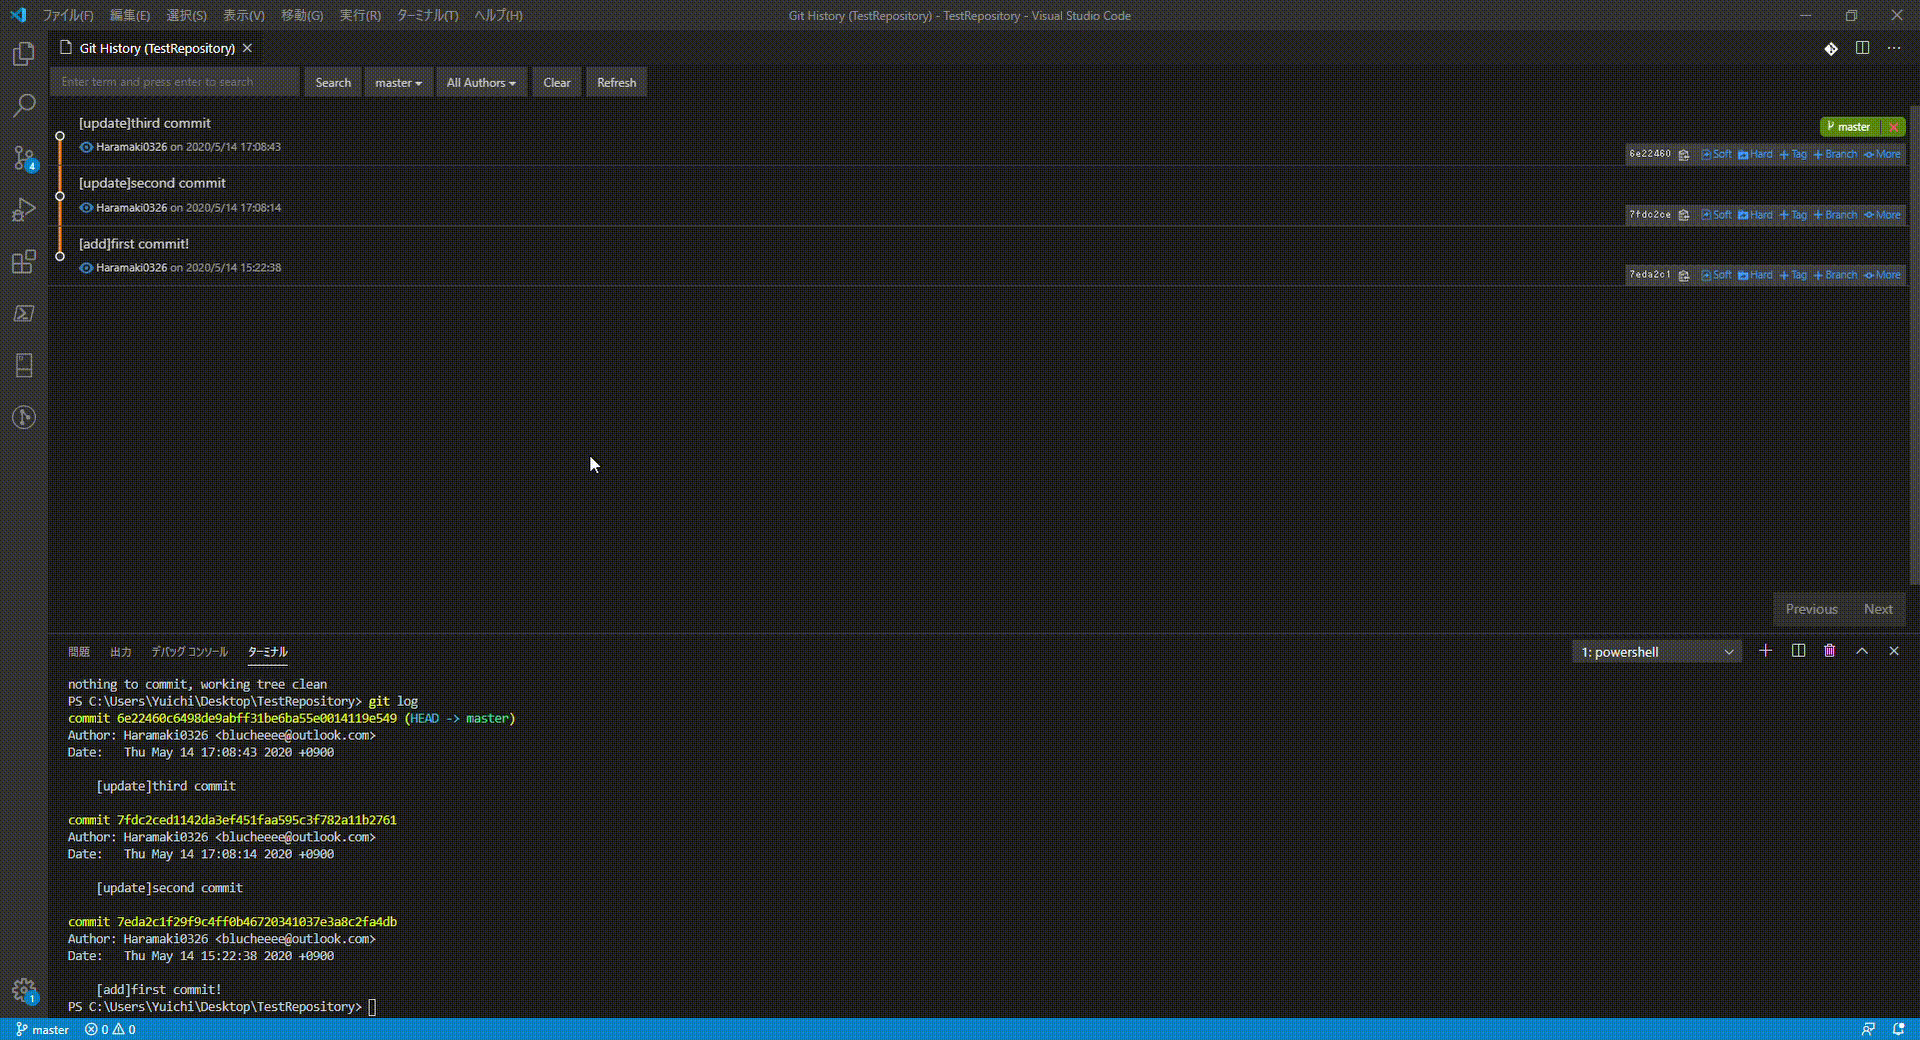 ファイル(F) 編集(E) 選択(S) 表示(V) 移動(G) 実行(R) ターミナル(T) ヘルプ(H) Git History (TestRepository) - TestRepository - Visual Studio Code
Git History (TestRepository)
Enter term and press enter to search Search master All Authors Clear Refresh
[update]third commit
master
Haramaki0326 on 2020/5/14 17:08:43
6e22460 Soft Hard Tag Branch More
4
[update]second commit
Haramaki0326 on 2020/5/14 17:08:14
7fdc2ce Soft Hard Tag Branch More
[add]first commit!
Haramaki0326 on 2020/5/14 15:22:38
7eda2c1 Soft Hard Tag Branch More
Previous Next
問題 出力 デバッグ コンソール ターミナル 1: powershell
nothing to commit, working tree clean
PS C:\Users\Yuichi\Desktop\TestRepository> git log
commit 6e22460c6498de9abff31be6ba55e0014119e549 (HEAD -> master)
Author: Haramaki0326 <blucheeee@outlook.com>
Date:   Thu May 14 17:08:43 2020 +0900
[update]third commit
commit 7fdc2ced1142da3ef451faa595c3f782a11b2761
Author: Haramaki0326 <blucheeee@outlook.com>
Date:   Thu May 14 17:08:14 2020 +0900
[update]second commit
commit 7eda2c1f29f9c4ff0b46720341037e3a8c2fa4db
Author: Haramaki0326 <blucheeee@outlook.com>
Date:   Thu May 14 15:22:38 2020 +0900
[add]first commit!
1
PS C:\Users\Yuichi\Desktop\TestRepository>
master 0 0